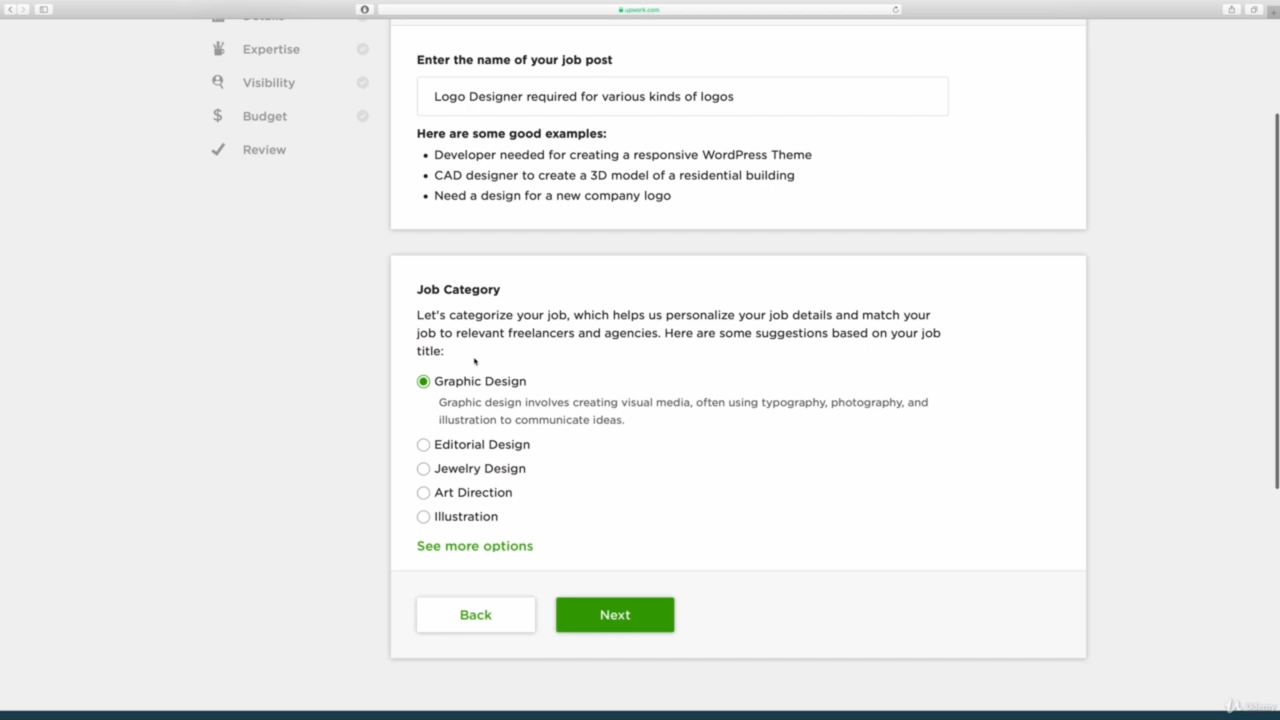 upwork.com
Details
Expertise
Visibility
Budget
Review
Enter the name of your job post
Logo Designer required for various kinds of logos
Here are some good examples:
• Developer needed for creating a responsive WordPress Theme
• CAD designer to create a 3D model of a residential building
• Need a design for a new company logo
Job Category
Let's categorize your job, which helps us personalize your job details and match your
job to relevant freelancers and agencies. Here are some suggestions based on your job
title:
Graphic Design
Graphic design involves creating visual media, often using typography, photography, and
illustration to communicate ideas.
Editorial Design
Jewelry Design
Art Direction
Illustration
See more options
Back
Next
Udemy